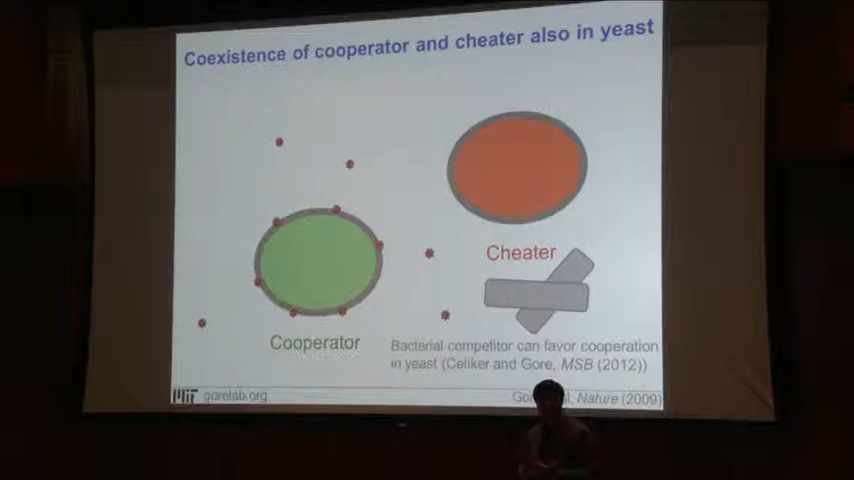 Coexistence of cooperator and cheater also in yeast
Cheater
Cooperator
Bacterial competitor can favor cooperation
in yeast (Celiker and Gore, MSB (2012))
MIT gorelab.org
Nature (2009)